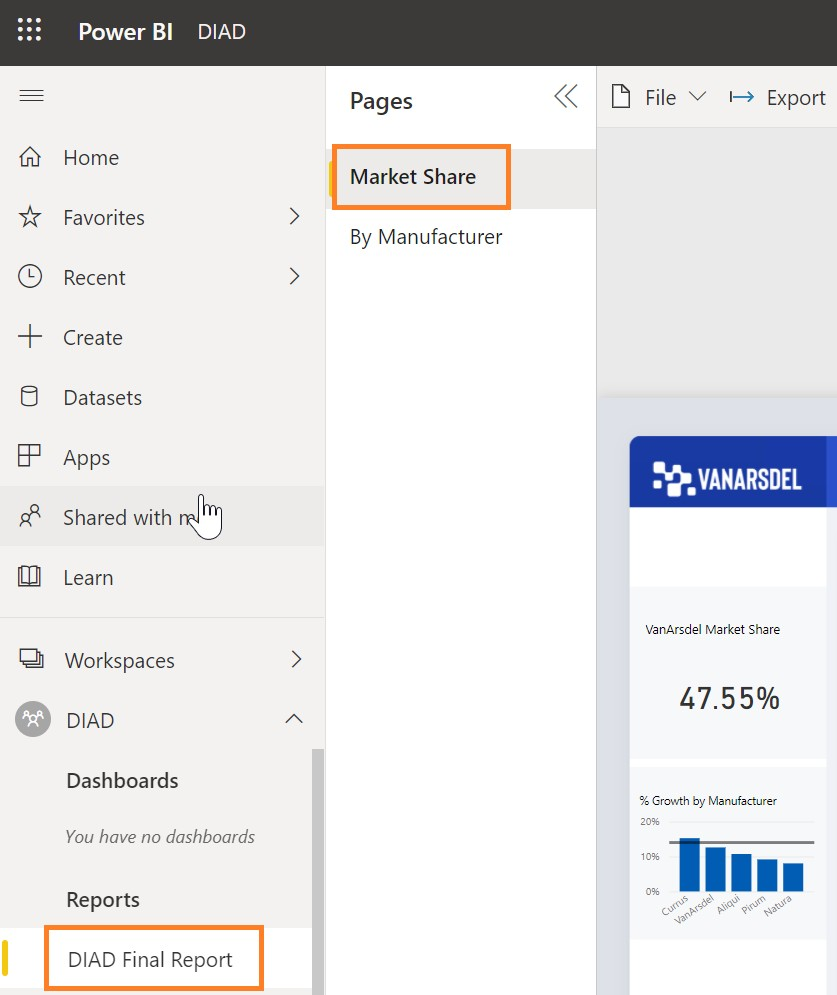 Power BI DIAD
Home
Favorites
Recent
Create
Datasets
Apps
Shared with m
Learn
Workspaces
DIAD
Dashboards
You have no dashboards
Reports
DIAD Final Report
Pages
Market Share
By Manufacturer
File
Export
VANARSDEL
VanArsdel Market Share
47.55%
% Growth by Manufacturer
20%
10%
0%
Currus
VanArsdel
Aliqui
Pirum
Natura